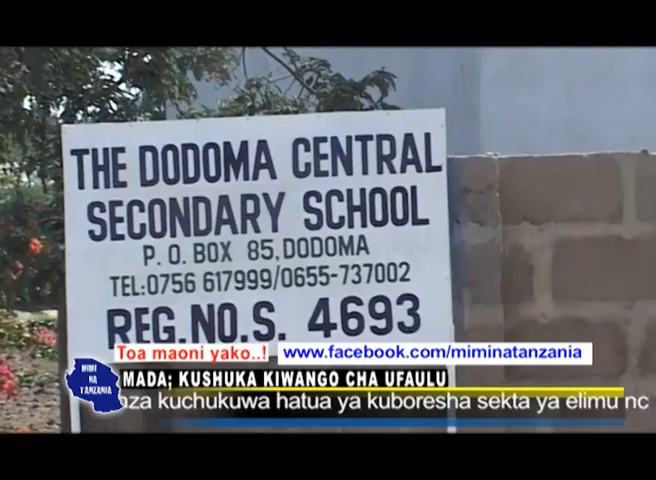 THE DODOMA CENTRAL
SECONDARY SCHOOL
P. O. BOX 85, DODOMA
TEL:0756 617999/0655-737002
REG.NO.S. 4693
Toa maoni yako..! www.facebook.com/miminatanzania
MIMI
NA
TANZANIA
MADA; KUSHUKA KIWANGO CHA UFAULU
nza kuchukuwa hatua ya kuboresha sekta ya elimu nc